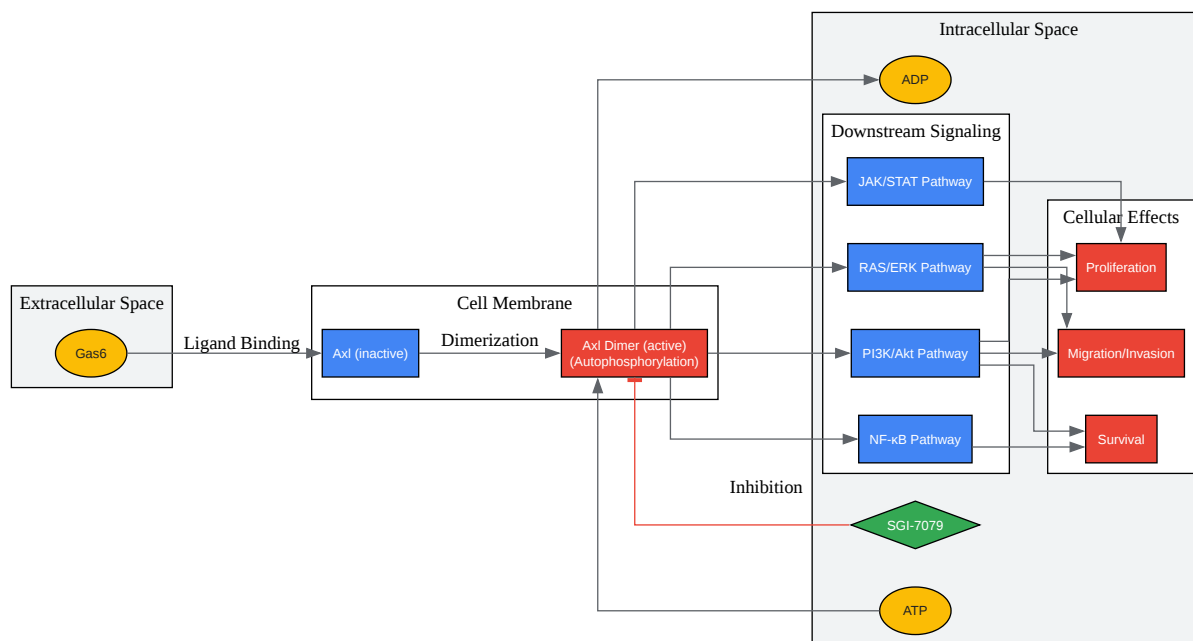 Intracellular Space
ADP
Downstream Signaling
JAK/STAT Pathway
Cellular Effects
RAS/ERK Pathway
Proliferation
Extracellular Space
Cell Membrane
Gas6
Ligand Binding
Axl (inactive)
Dimerization
Axl Dimer (active)
(Autophosphorylation)
PI3K/Akt Pathway
Migration/Invasion
NF-κB Pathway
Survival
Inhibition
SGI-7079
ATP